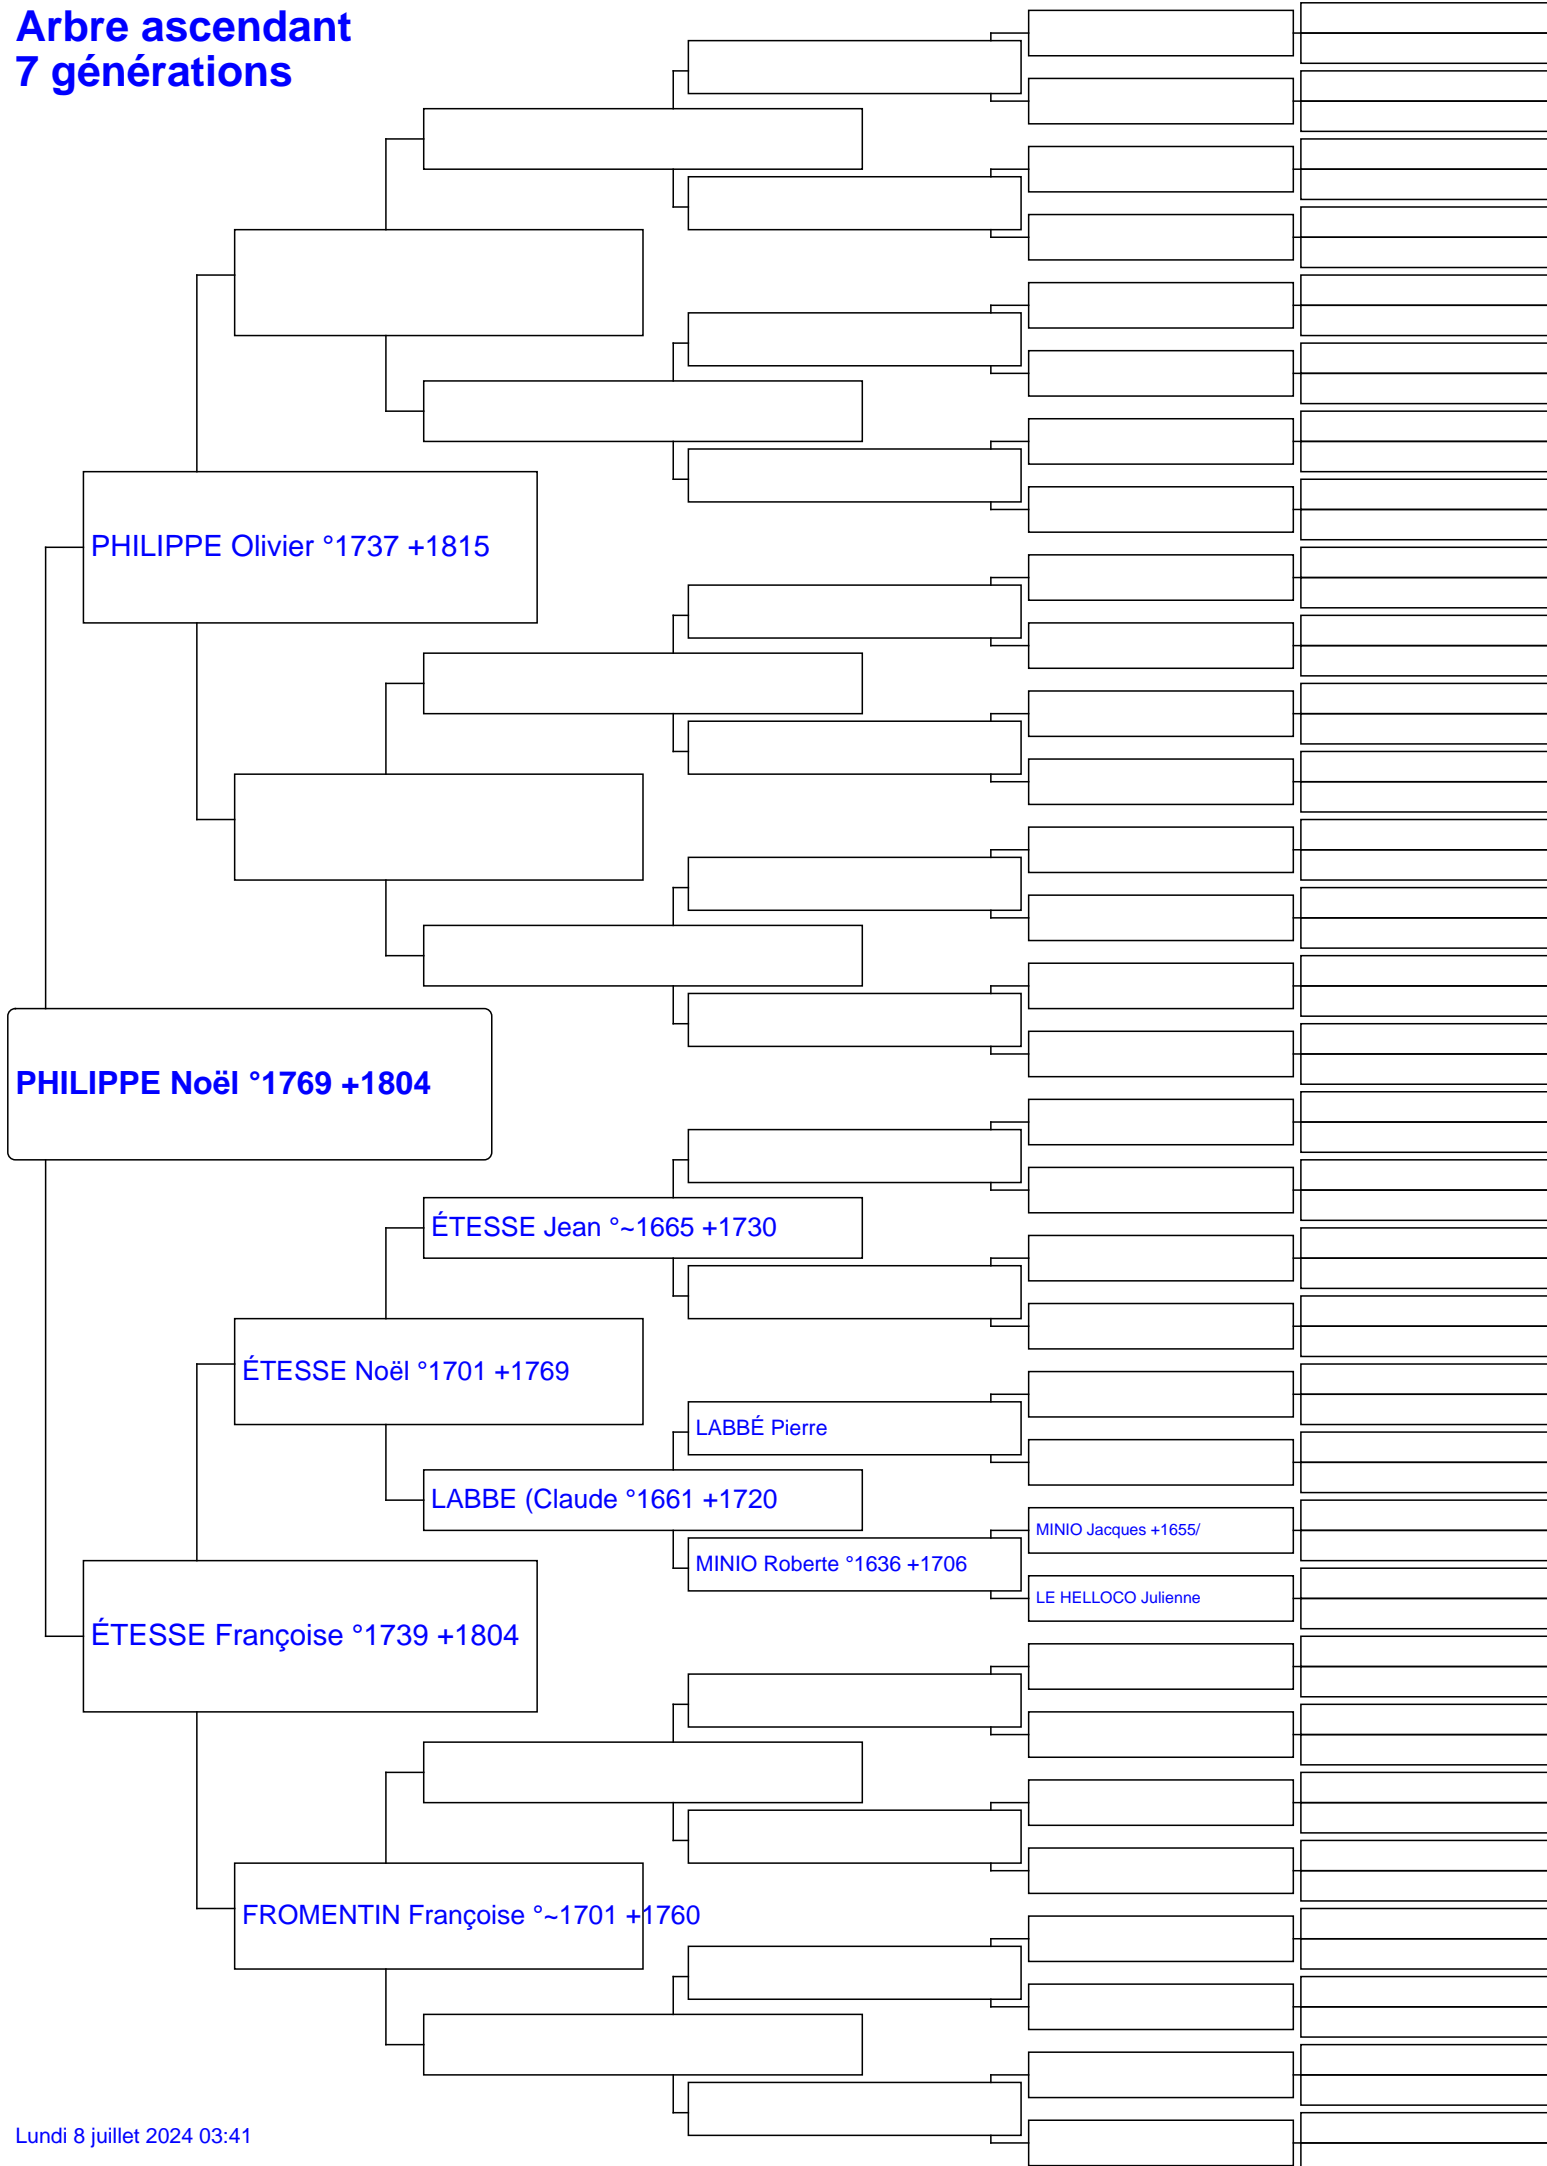 Arbre ascendant
7 générations
PHILIPPE Olivier °1737 +1815
PHILIPPE Noël °1769 +1804
ÉTESSE Jean °~1665 +1730
ÉTESSE Noël °1701 +1769
LABBÉ Pierre
LABBE (Claude °1661 +1720
MINIO Jacques +1655/
MINIO Roberte °1636 +1706
LE HELLOCO Julienne
ÉTESSE Françoise °1739 +1804
FROMENTIN Françoise °~1701 +1760
Lundi 8 juillet 2024 03:41